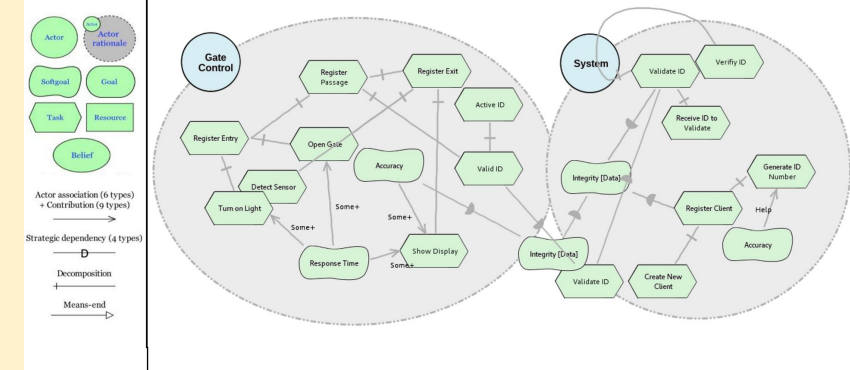 Actor
Actor
Actor
rationale
Softgoal
Goal
Task
Resource
Belief
Actor association (6 types)
+ Contribution (9 types)
Strategic dependency (4 types)
D
Decomposition
Means-end
Gate
Control
Register
Passage
Register Exit
Active ID
Register Entry
Open Gate
Accuracy
Valid ID
Detect Sensor
Turn on Light
Some+
Some+
Some+
Response Time
Some+
Show Display
System
Validate ID
Verifiy ID
Receive ID to
Validate
Integrity [Data]
Generate ID
Number
Register Client
Help
Accuracy
Integrity [Data]
Validate ID
Create New
Client